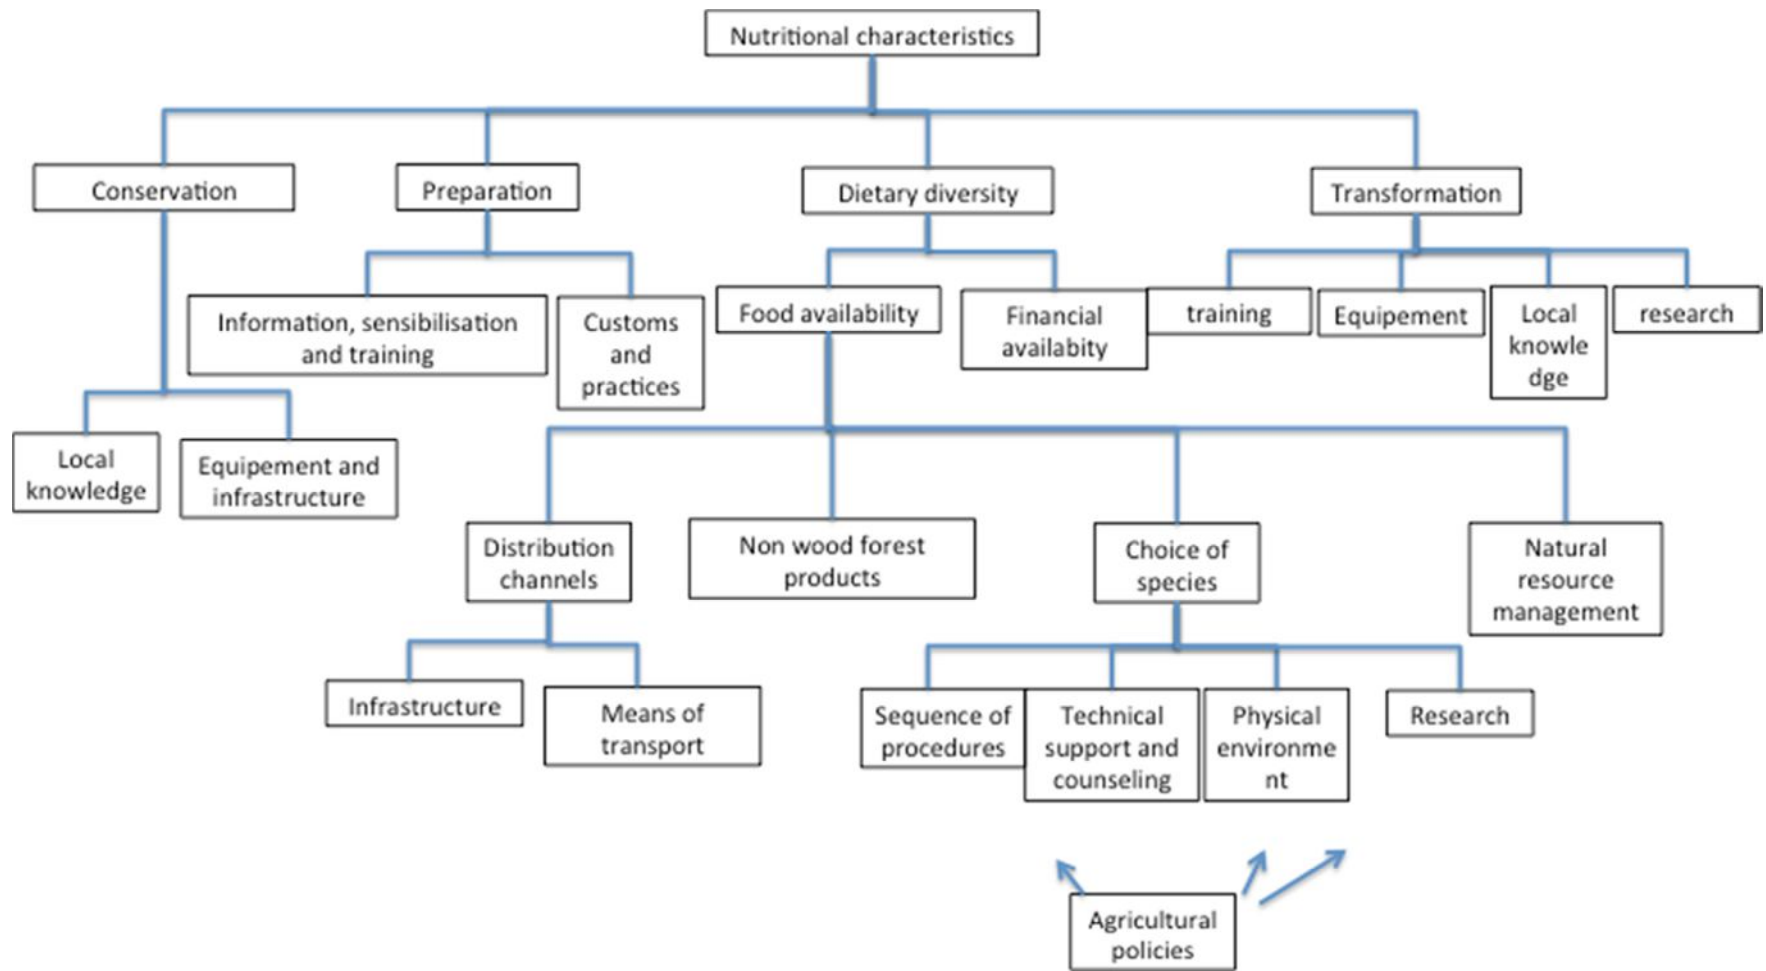 Nutritional characteristics
Conservation
Preparation
Dietary diversity
Transformation
Information, sensibilisation
and training
Customs
and
practices
Food availability
Financial
availabity
training
Equipement
Local
knowle
dge
research
Local
knowledge
Equipement and
infrastructure
Distribution
channels
Non wood forest
products
Choice of
species
Natural
resource
management
Infrastructure
Means of
transport
Sequence of
procedures
Technical
support and
counseling
Physical
environme
nt
Research
Agricultural
policies